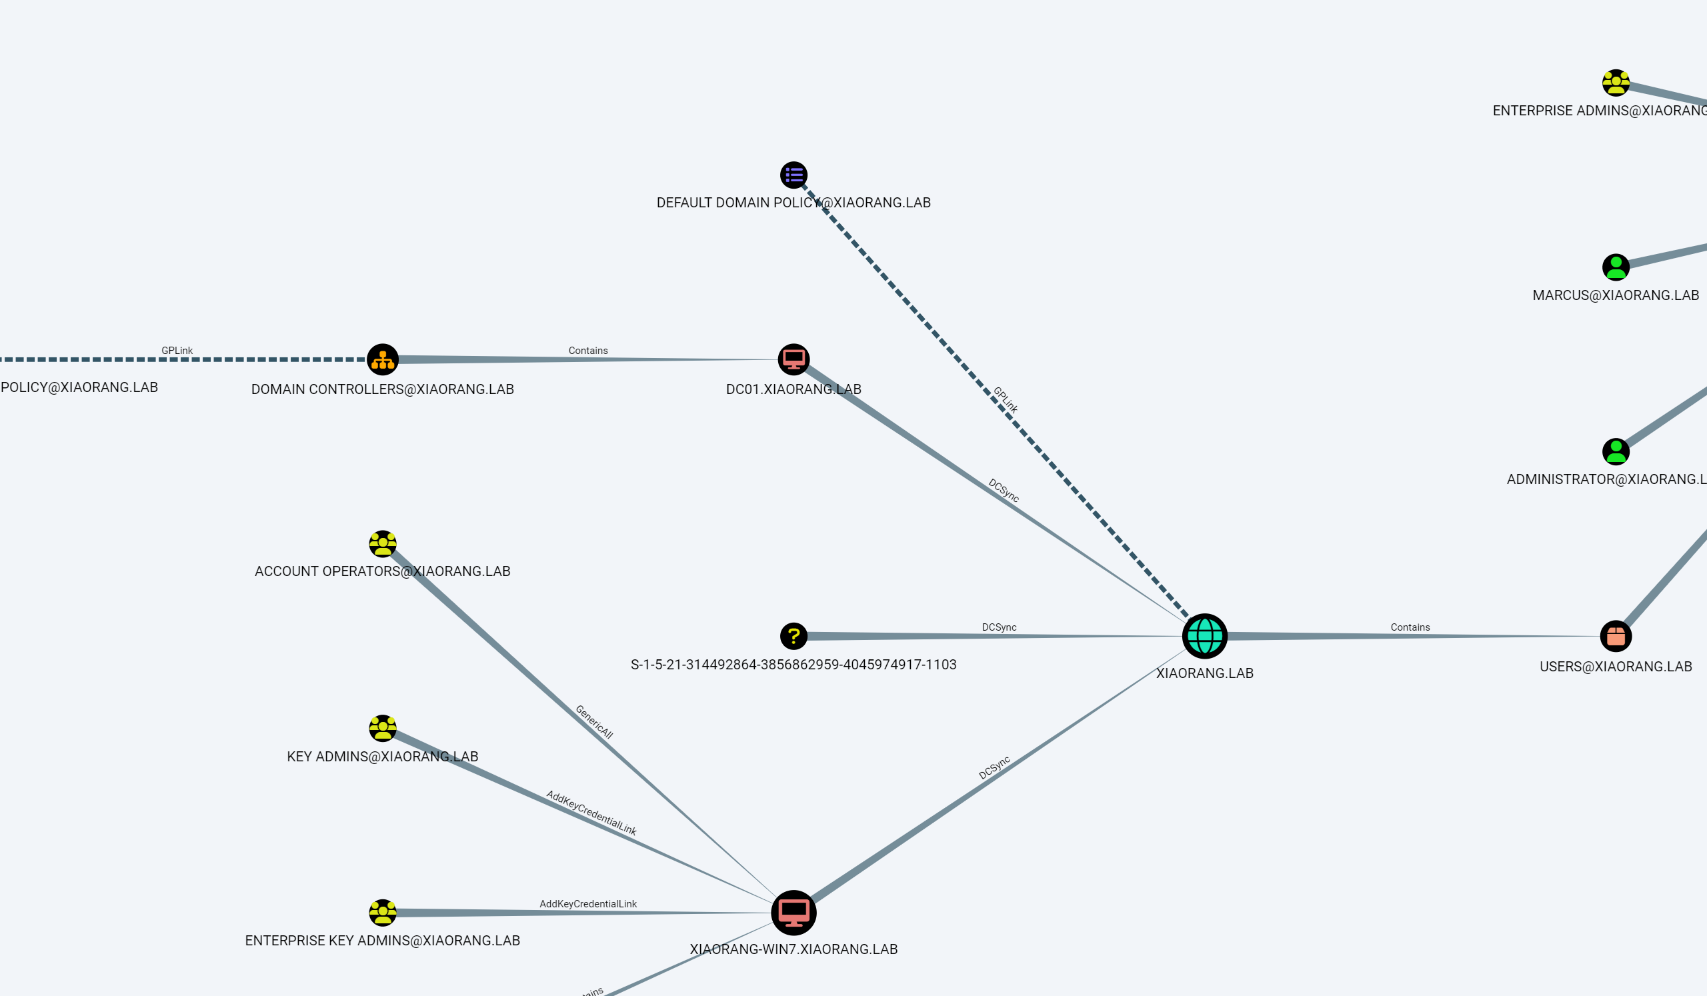 ENTERPRISE ADMINS@XIAORANG
DEFAULT DOMAIN POLICY@XIAORANG.LAB
MARCUS@XIAORANG.LAB
GPLink
Contains
POLICY@XIAORANG.LAB
DOMAIN CONTROLLERS@XIAORANG.LAB
DC01.XIAORANG.LAB
GPLink
ADMINISTRATOR@XIAORANG.L
DCSync
ACCOUNT OPERATORS@XIAORANG.LAB
DCSync
Contains
S-1-5-21-314492864-3856862959-4045974917-1103
XIAORANG.LAB
USERS@XIAORANG.LAB
GenericAll
KEY ADMINS@XIAORANG.LAB
DCSync
AddKeyCredentialLink
AddKeyCredentialLink
ENTERPRISE KEY ADMINS@XIAORANG.LAB
XIAORANG-WIN7.XIAORANG.LAB